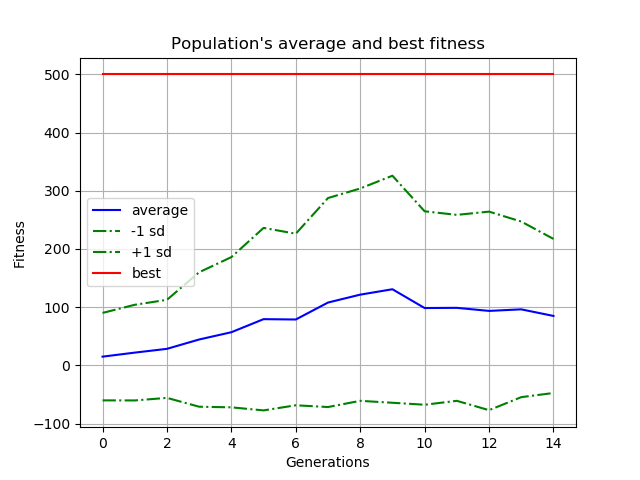 Population's average and best fitness
500
400
300
200
100
0
−100
Fitness
average
-1 sd
+1 sd
best
0 2 4 6 8 10 12 14
Generations